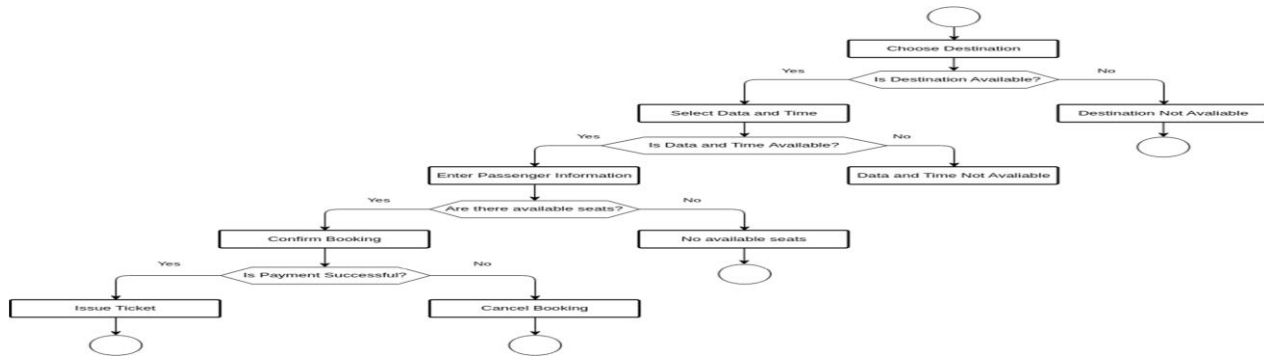 Choose Destination
Yes
Is Destination Available?
No
Select Data and Time
Destination Not Avaliable
Yes
Is Data and Time Available?
No
Enter Passenger Information
Data and Time Not Avaliable
Yes
Are there available seats?
No
Confirm Booking
No available seats
Yes
Is Payment Successful?
No
Issue Ticket
Cancel Booking